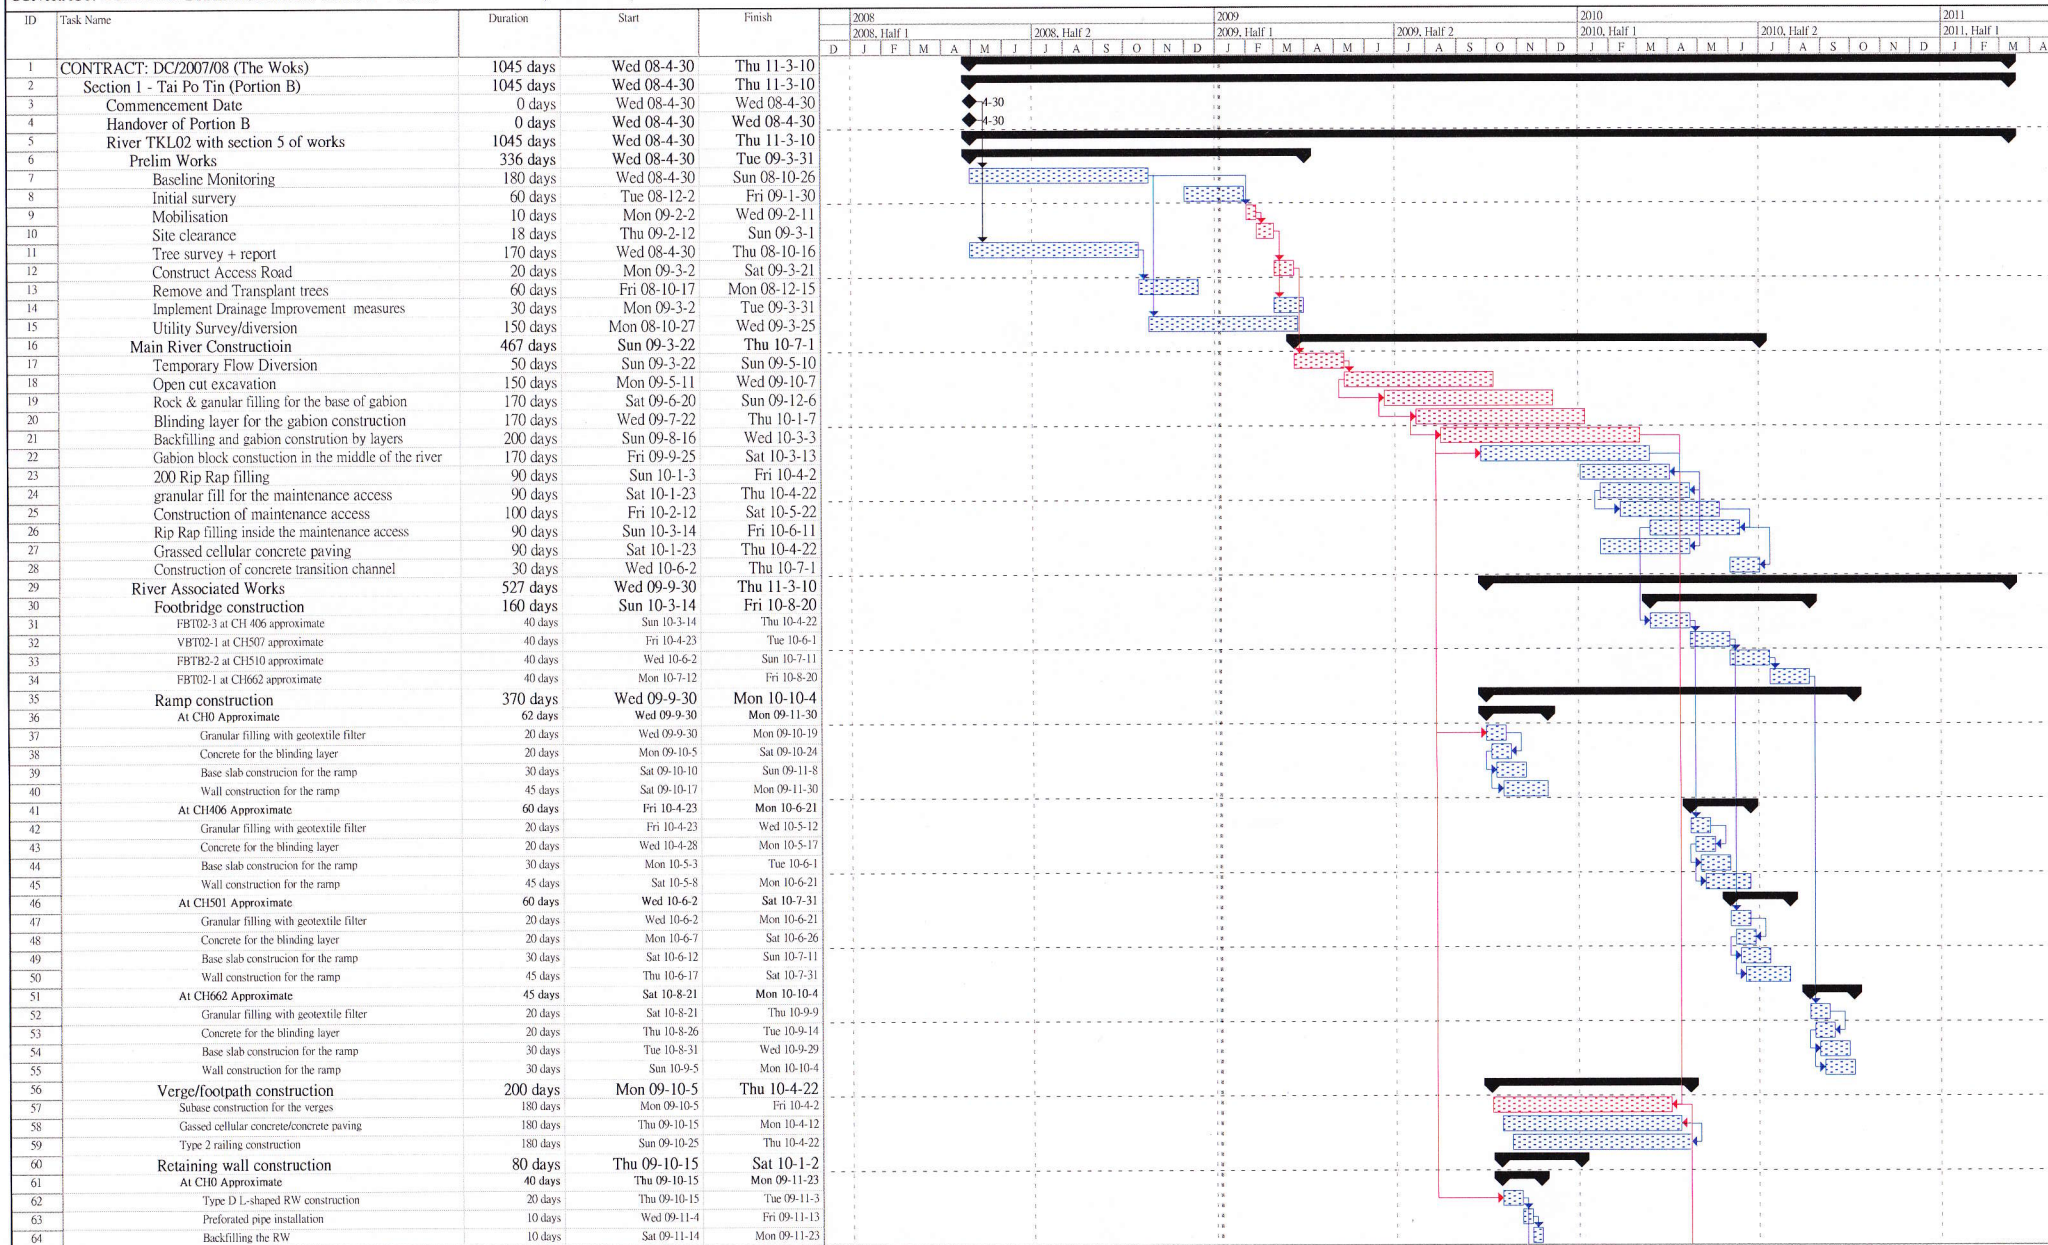 ID Task Name Duration Start Finish 2008 2009 2010 2011
2008, Half 1 2008, Half 2 2009, Half 1 2009, Half 2 2010, Half 1 2010, Half 2 2011, Half 1
D J F M A M J J A S O N D J F M A M J J A S O N D J F M A M J J A S O N D J F M A
1 CONTRACT: DC/2007/08 (The Woks) 1045 days Wed 08-4-30 Thu 11-3-10
2 Section 1 - Tai Po Tin (Portion B) 1045 days Wed 08-4-30 Thu 11-3-10
3 Commencement Date 0 days Wed 08-4-30 Wed 08-4-30 4-30
4 Handover of Portion B 0 days Wed 08-4-30 Wed 08-4-30 4-30
5 River TKL02 with section 5 of works 1045 days Wed 08-4-30 Thu 11-3-10
6 Prelim Works 336 days Wed 08-4-30 Tue 09-3-31
7 Baseline Monitoring 180 days Wed 08-4-30 Sun 08-10-26
8 Initial survery 60 days Tue 08-12-2 Fri 09-1-30
9 Mobilisation 10 days Mon 09-2-2 Wed 09-2-11
10 Site clearance 18 days Thu 09-2-12 Sun 09-3-1
11 Tree survey + report 170 days Wed 08-4-30 Thu 08-10-16
12 Construct Access Road 20 days Mon 09-3-2 Sat 09-3-21
13 Remove and Transplant trees 60 days Fri 08-10-17 Mon 08-12-15
14 Implement Drainage Improvement measures 30 days Mon 09-3-2 Tue 09-3-31
15 Utility Survey/diversion 150 days Mon 08-10-27 Wed 09-3-25
16 Main River Constructioin 467 days Sun 09-3-22 Thu 10-7-1
17 Temporary Flow Diversion 50 days Sun 09-3-22 Sun 09-5-10
18 Open cut excavation 150 days Mon 09-5-11 Wed 09-10-7
19 Rock & ganular filling for the base of gabion 170 days Sat 09-6-20 Sun 09-12-6
20 Blinding layer for the gabion construction 170 days Wed 09-7-22 Thu 10-1-7
21 Backfilling and gabion constrution by layers 200 days Sun 09-8-16 Wed 10-3-3
22 Gabion block constuction in the middle of the river 170 days Fri 09-9-25 Sat 10-3-13
23 200 Rip Rap filling 90 days Sun 10-1-3 Fri 10-4-2
24 granular fill for the maintenance access 90 days Sat 10-1-23 Thu 10-4-22
25 Construction of maintenance access 100 days Fri 10-2-12 Sat 10-5-22
26 Rip Rap filling inside the maintenance access 90 days Sun 10-3-14 Fri 10-6-11
27 Grassed cellular concrete paving 90 days Sat 10-1-23 Thu 10-4-22
28 Construction of concrete transition channel 30 days Wed 10-6-2 Thu 10-7-1
29 River Associated Works 527 days Wed 09-9-30 Thu 11-3-10
30 Footbridge construction 160 days Sun 10-3-14 Fri 10-8-20
31 FBT02-3 at CH 406 approximate 40 days Sun 10-3-14 Thu 10-4-22
32 VBT02-1 at CH507 approximate 40 days Fri 10-4-23 Tue 10-6-1
33 FBTB2-2 at CH510 approximate 40 days Wed 10-6-2 Sun 10-7-11
34 FBT02-1 at CH662 approximate 40 days Mon 10-7-12 Fri 10-8-20
35 Ramp construction 370 days Wed 09-9-30 Mon 10-10-4
36 At CH0 Approximate 62 days Wed 09-9-30 Mon 09-11-30
37 Granular filling with geotextile filter 20 days Wed 09-9-30 Mon 09-10-19
38 Concrete for the blinding layer 20 days Mon 09-10-5 Sat 09-10-24
39 Base slab construcion for the ramp 30 days Sat 09-10-10 Sun 09-11-8
40 Wall construction for the ramp 45 days Sat 09-10-17 Mon 09-11-30
41 At CH406 Approximate 60 days Fri 10-4-23 Mon 10-6-21
42 Granular filling with geotextile filter 20 days Fri 10-4-23 Wed 10-5-12
43 Concrete for the blinding layer 20 days Wed 10-4-28 Mon 10-5-17
44 Base slab construcion for the ramp 30 days Mon 10-5-3 Tue 10-6-1
45 Wall construction for the ramp 45 days Sat 10-5-8 Mon 10-6-21
46 At CH501 Approximate 60 days Wed 10-6-2 Sat 10-7-31
47 Granular filling with geotextile filter 20 days Wed 10-6-2 Mon 10-6-21
48 Concrete for the blinding layer 20 days Mon 10-6-7 Sat 10-6-26
49 Base slab construcion for the ramp 30 days Sat 10-6-12 Sun 10-7-11
50 Wall construction for the ramp 45 days Thu 10-6-17 Sat 10-7-31
51 At CH662 Approximate 45 days Sat 10-8-21 Mon 10-10-4
52 Granular filling with geotextile filter 20 days Sat 10-8-21 Thu 10-9-9
53 Concrete for the blinding layer 20 days Thu 10-8-26 Tue 10-9-14
54 Base slab construcion for the ramp 30 days Tue 10-8-31 Wed 10-9-29
55 Wall construction for the ramp 30 days Sun 10-9-5 Mon 10-10-4
56 Verge/footpath construction 200 days Mon 09-10-5 Thu 10-4-22
57 Subase construction for the verges 180 days Mon 09-10-5 Fri 10-4-2
58 Gassed cellular concrete/concrete paving 180 days Thu 09-10-15 Mon 10-4-12
59 Type 2 railing construction 180 days Sun 09-10-25 Thu 10-4-22
60 Retaining wall construction 80 days Thu 09-10-15 Sat 10-1-2
61 At CH0 Approximate 40 days Thu 09-10-15 Mon 09-11-23
62 Type D L-shaped RW construction 20 days Thu 09-10-15 Tue 09-11-3
63 Preforated pipe installation 10 days Wed 09-11-4 Fri 09-11-13
64 Backfilling the RW 10 days Sat 09-11-14 Mon 09-11-23